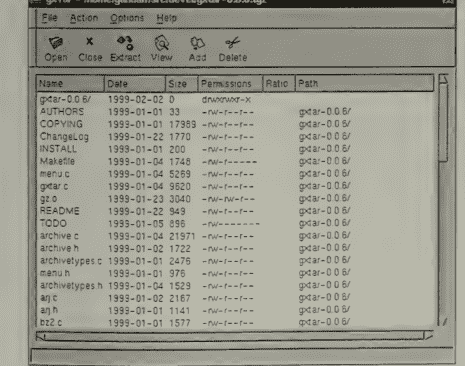 File Action Options Help
Open Close Extract View Add Delete
Name Date Size Permissions Ratio Path
gxtar-0.0.6/ 1999-02-02 0 drwxrwxr-x
AUTHORS 1999-01-01 33 -rw-r--r-- gxtar-0.0.6/
COPYING 1999-01-01 17989 -rw-r--r-- gxtar-0.0.6/
ChangeLog 1999-01-22 1770 -rw-r--r-- gxtar-0.0.6/
INSTALL 1999-01-01 200 -rw-r--r-- gxtar-0.0.6/
Makefile 1999-01-04 1748 -rw-r----- gxtar-0.0.6/
menu.c 1999-01-04 5269 -rw-r--r-- gxtar-0.0.6/
gxtar.c 1999-01-04 9620 -rw-r--r-- gxtar-0.0.6/
gz.o 1999-01-23 3040 -rw-rw-r-- gxtar-0.0.6/
README 1999-01-22 949 -rw-r--r-- gxtar-0.0.6/
TODO 1999-01-05 896 -rw------- gxtar-0.0.6/
archive.c 1999-01-04 21971 -rw-r--r-- gxtar-0.0.6/
archive.h 1999-01-02 1722 -rw-r--r-- gxtar-0.0.6/
archivetypes.c 1999-01-01 2476 -rw-r--r-- gxtar-0.0.6/
menu.h 1999-01-01 976 -rw-r--r-- gxtar-0.0.6/
archivetypes.h 1999-01-04 1529 -rw-r--r-- gxtar-0.0.6/
arj.c 1999-01-02 2167 -rw-r--r-- gxtar-0.0.6/
arj.h 1999-01-01 1141 -rw-r--r-- gxtar-0.0.6/
bz2.c 1999-01-01 1577 -rw-r--r-- gxtar-0.0.6/